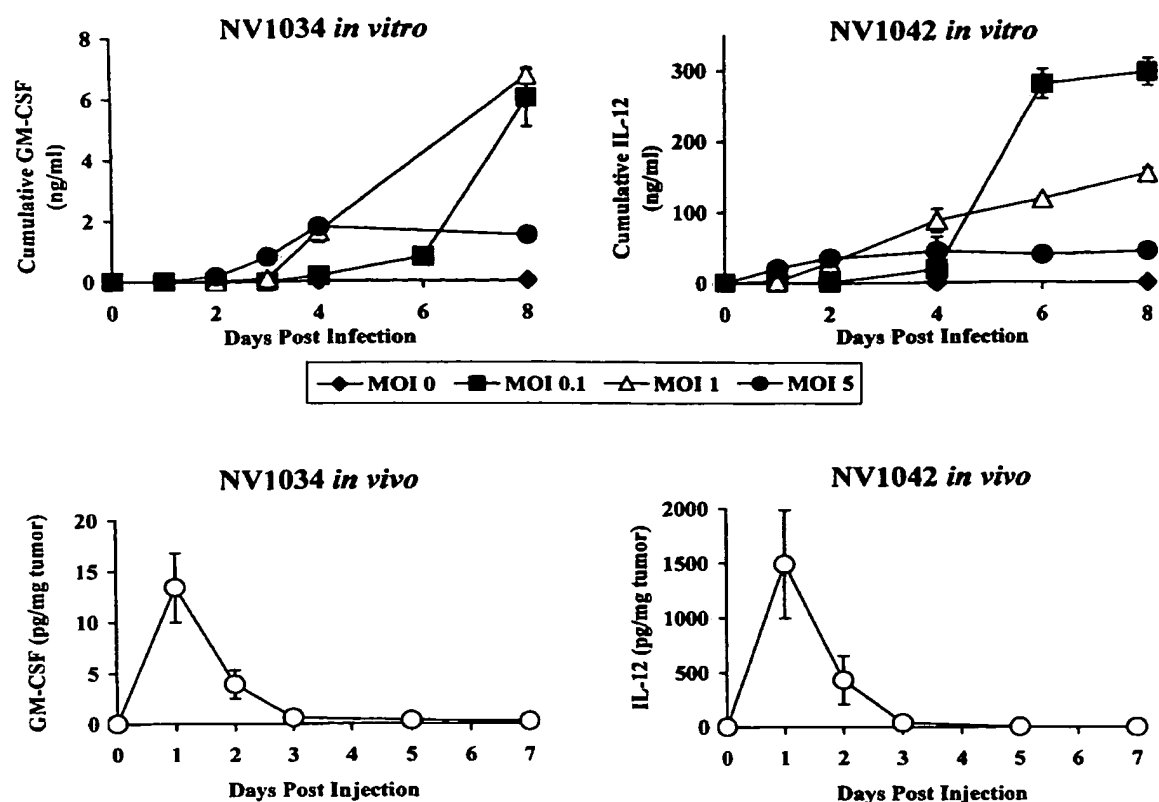 NV1034 in vitro
Cumulative GM-CSF
(ng/ml)
8
6
4
2
0
0 2 4 6 8
Days Post Infection
NV1042 in vitro
Cumulative IL-12
(ng/ml)
300
200
100
0
0 2 4 6 8
Days Post Infection
MOI 0 MOI 0.1 MOI 1 MOI 5
NV1034 in vivo
GM-CSF (pg/mg tumor)
20
15
10
5
0
0 1 2 3 4 5 6 7
Days Post Injection
NV1042 in vivo
IL-12 (pg/mg tumor)
2000
1500
1000
500
0
0 1 2 3 4 5 6 7
Days Post Injection